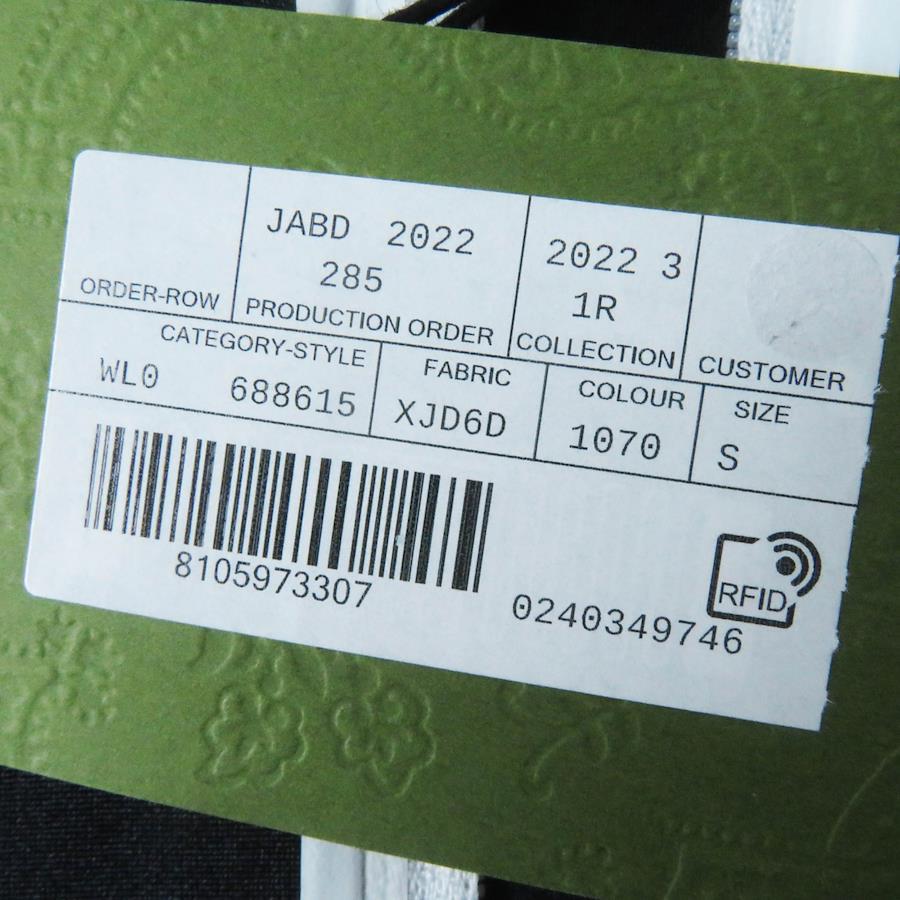 JABD 2022
285
ORDER-ROW
PRODUCTION ORDER
2022 3
1R
COLLECTION
CUSTOMER
CATEGORY-STYLE
WL0 688615
FABRIC
XJD6D
COLOUR
1070
SIZE
S
8105973307
0240349746
RFID